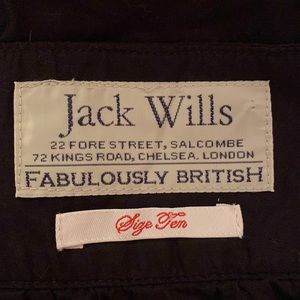 Jack Wills
22 FORE STREET, SALCOMBE
72 KINGS ROAD, CHELSEA, LONDON
FABULOUSLY BRITISH
Size Ten